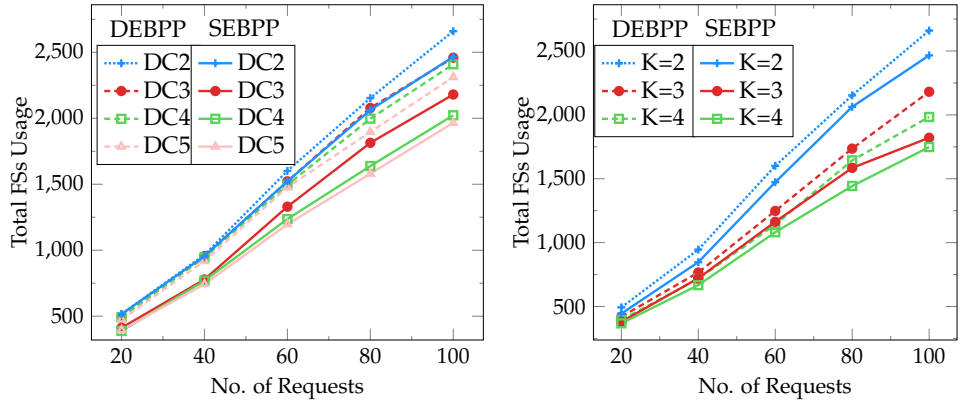 DEBPP SEBPP
DC2 DC2
DC3 DC3
DC4 DC4
DC5 DC5
2,500
2,000
1,500
1,000
500
Total FSs Usage
20 40 60 80 100
No. of Requests
DEBPP SEBPP
K=2 K=2
K=3 K=3
K=4 K=4
2,500
2,000
1,500
1,000
500
Total FSs Usage
20 40 60 80 100
No. of Requests